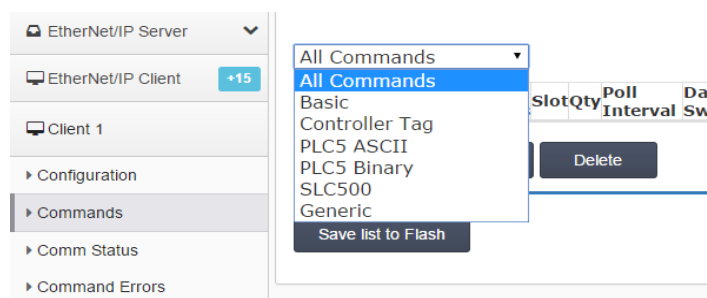 EtherNet/IP Server
EtherNet/IP Client +15
Client 1
Configuration
Commands
Comm Status
Command Errors
All Commands
All Commands
Basic
Controller Tag
PLC5 ASCII
PLC5 Binary
SLC500
Generic
Slot Qty Poll Interval
Delete
Save list to Flash